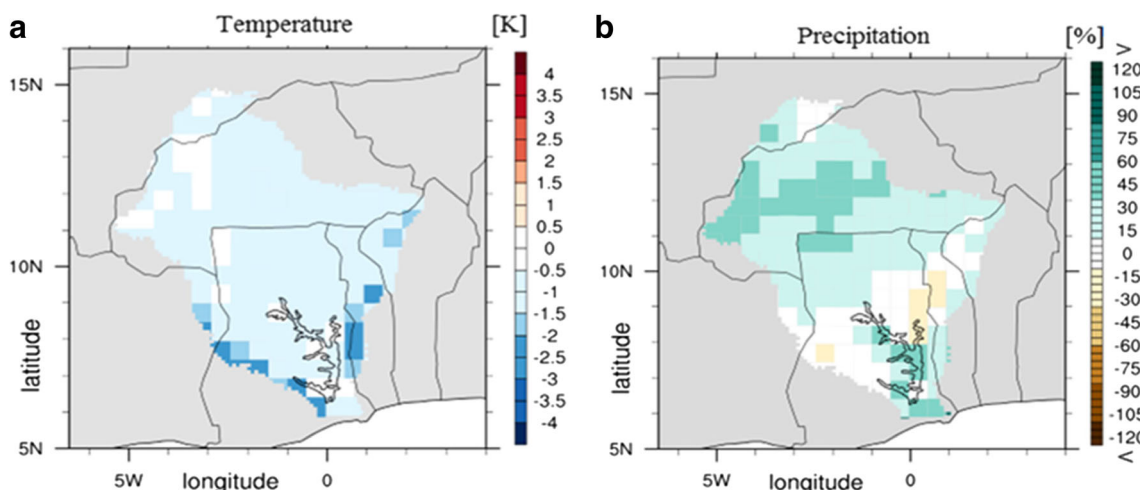 a
Temperature
[K]
15N
10N
5N
latitude
5W
longitude
0
4
3.5
3
2.5
2
1.5
1
0.5
0
-0.5
-1
-1.5
-2
-2.5
-3
-3.5
-4
b
Precipitation
[%]
>
15N
10N
5N
latitude
5W
longitude
0
120
105
90
75
60
45
30
15
0
-15
-30
-45
-60
-75
-90
-105
-120
<